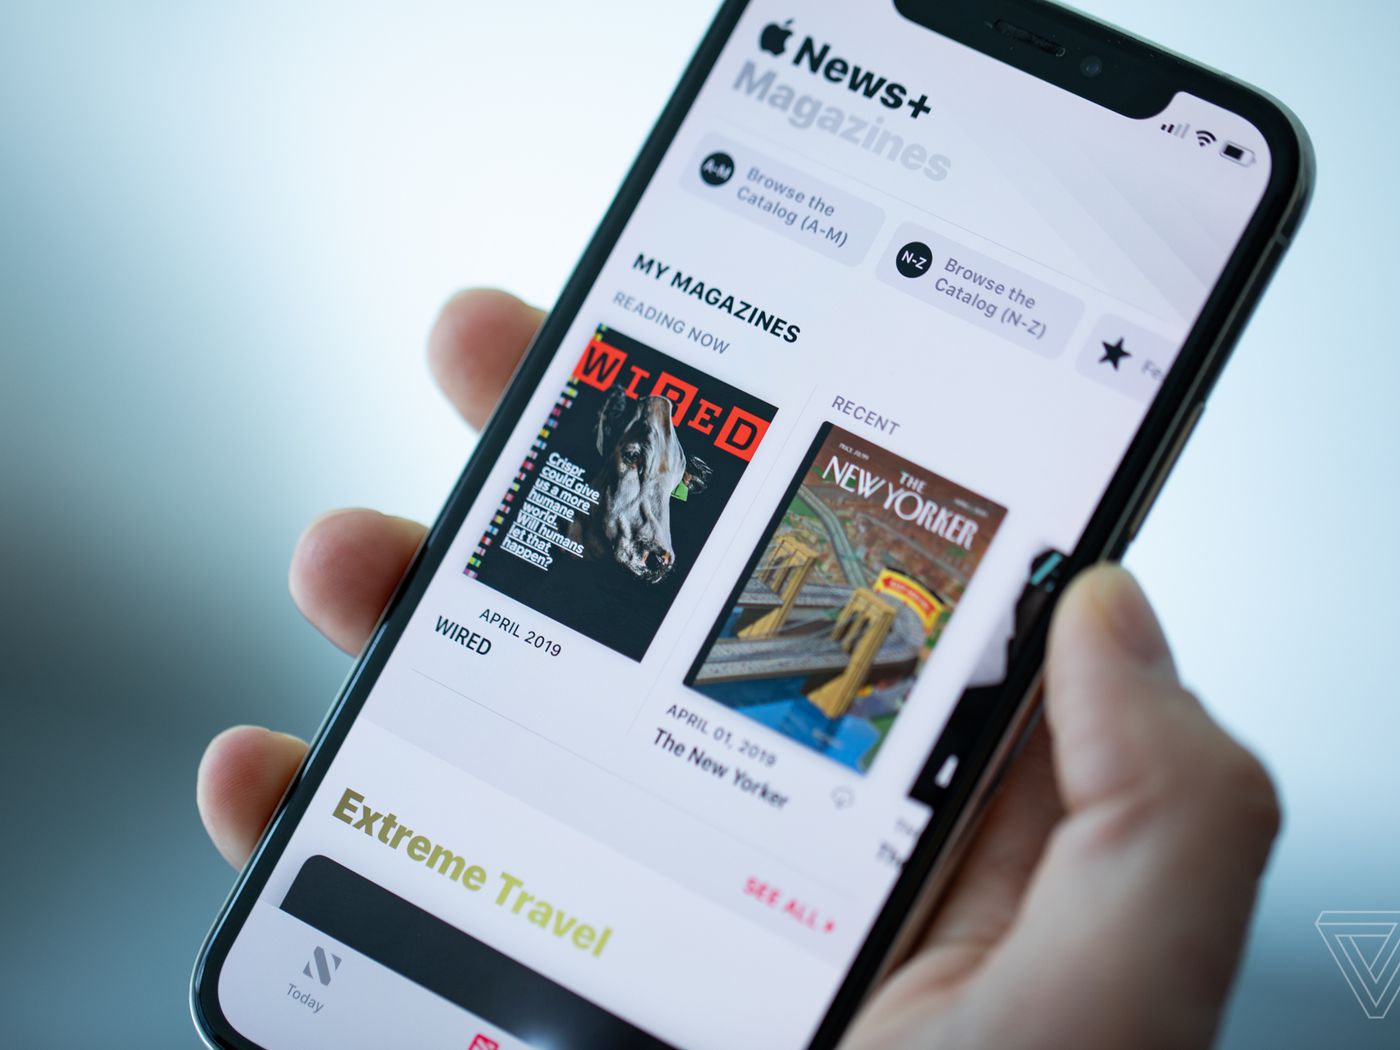 News+
Magazines
A-M
Browse the
Catalog (A-M)
N-Z
Browse the
Catalog (N-Z)
Fe
MY MAGAZINES
READING NOW
WIRED
Crispr
could give
us a more
humane
world.
Will humans
let that
happen?
APRIL 2019
WIRED
RECENT
THE
NEW YORKER
APRIL 01, 2019
The New Yorker
Extreme Travel
SEE ALL
Today